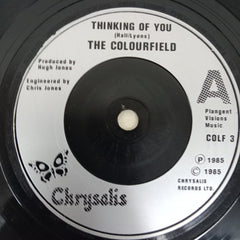 THINKING OF YOU
(Hall/Lyons)
THE COLOURFIELD
Produced by
Hugh Jones
Engineered by
Chris Jones
A
Plangent
Visions
Music
COLF 3
Ⓟ 1985
© 1985
CHRYSALIS
RECORDS LTD.
Chrysalis